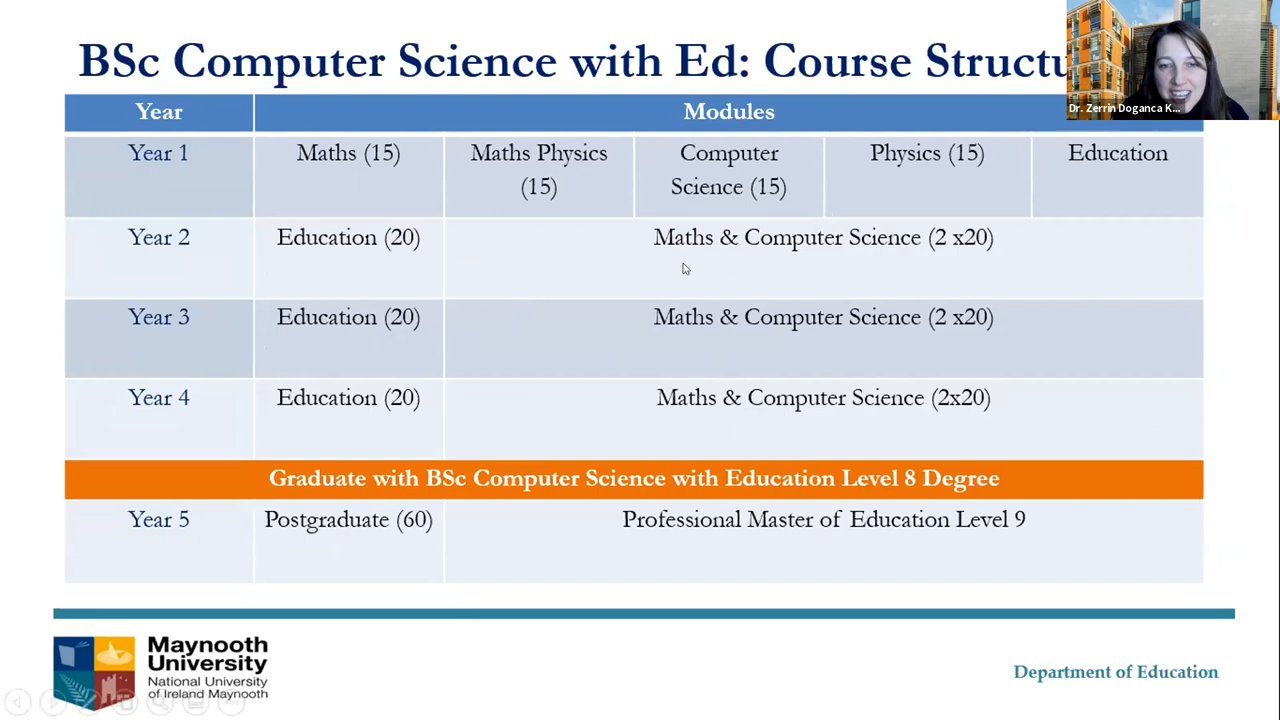 BSc Computer Science with Ed: Course Structu
Dr. Zerrin Doganca K...
Year
Modules
Year 1
Maths (15)
Maths Physics
(15)
Computer
Science (15)
Physics (15)
Education
Year 2
Education (20)
Maths & Computer Science (2 x20)
Year 3
Education (20)
Maths & Computer Science (2 x20)
Year 4
Education (20)
Maths & Computer Science (2x20)
Graduate with BSc Computer Science with Education Level 8 Degree
Year 5
Postgraduate (60)
Professional Master of Education Level 9
Maynooth
University
National University
of Ireland Maynooth
Department of Education